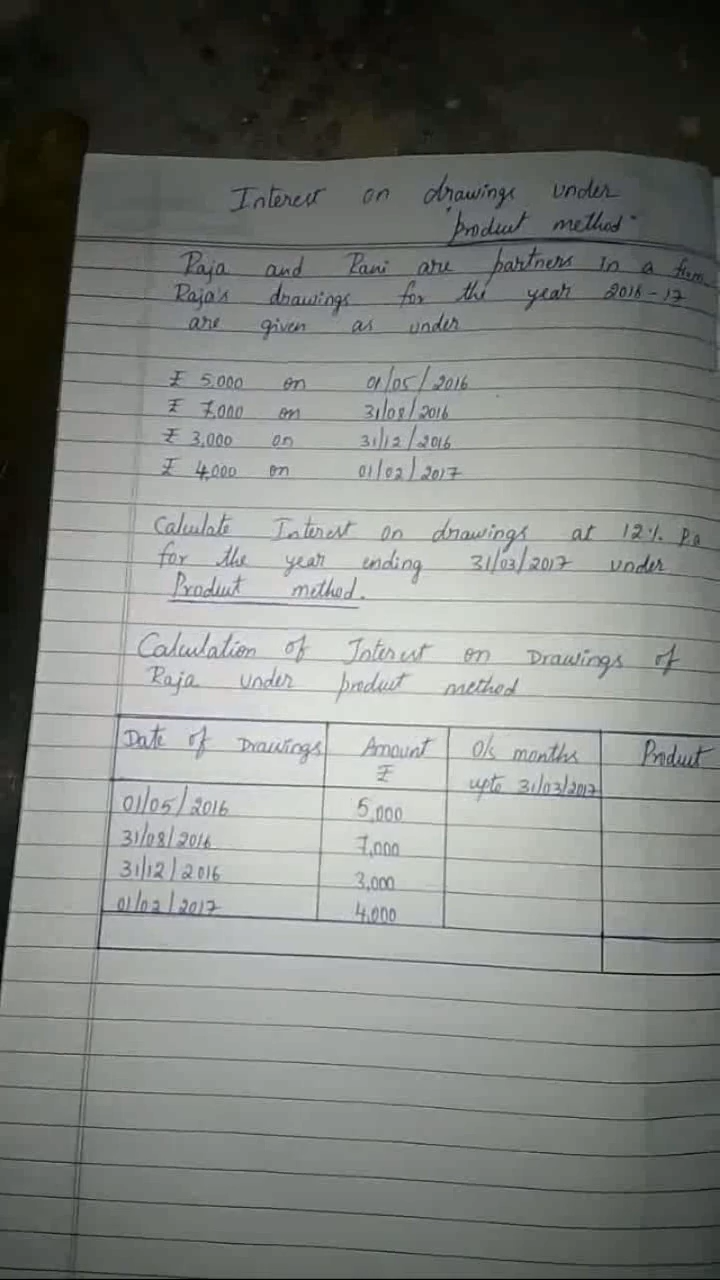 Interest on drawings under
"product method"
Raja and Rani are partners in a firm
Raja's drawings for the year 2016-17
are given as under
₹ 5,000 on 01/05/2016
₹ 7,000 on 31/08/2016
₹ 3,000 on 31/12/2016
₹ 4,000 on 01/02/2017
Calculate Interest on drawings at 12% P.a
for the year ending 31/03/2017 under
Product method.
Calculation of Interest on Drawings of
Raja under product method
Date of Drawings Amount ₹ O/s months upto 31/03/2017 Product
01/05/2016 5,000
31/08/2016 7,000
31/12/2016 3,000
01/02/2017 4,000